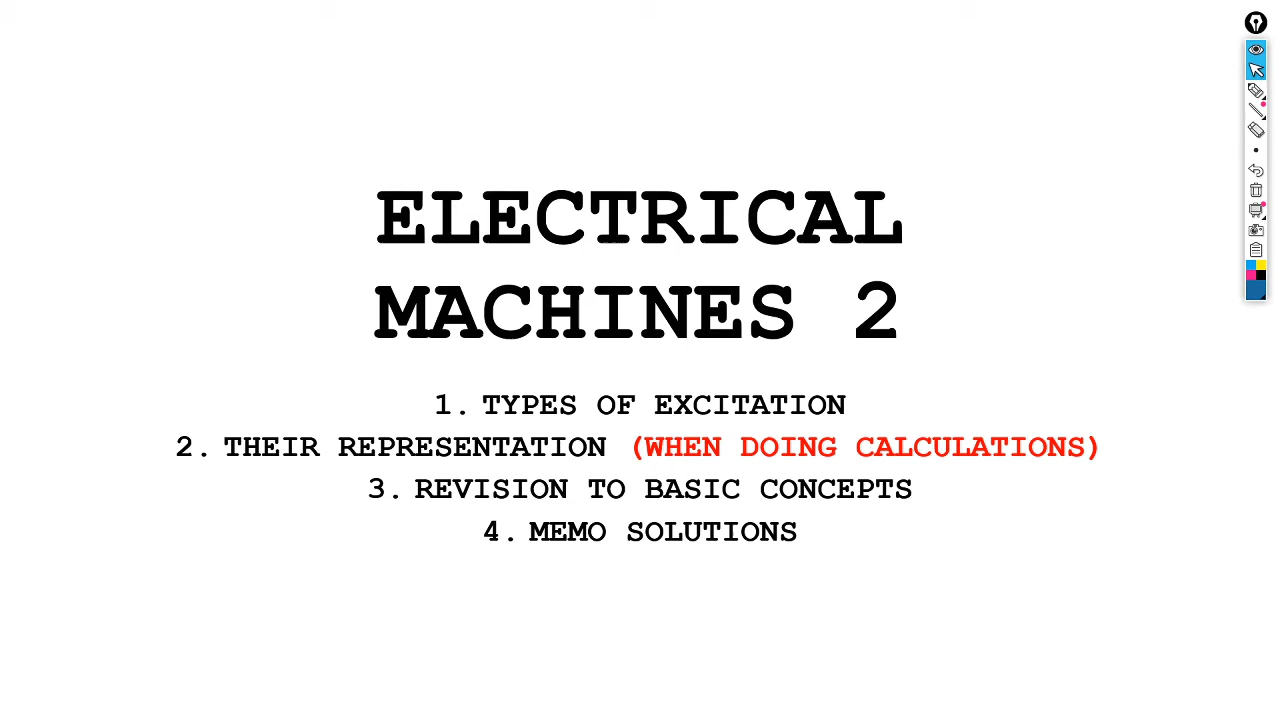 ELECTRICAL
MACHINES 2
1. TYPES OF EXCITATION
2. THEIR REPRESENTATION (WHEN DOING CALCULATIONS)
3. REVISION TO BASIC CONCEPTS
4. MEMO SOLUTIONS